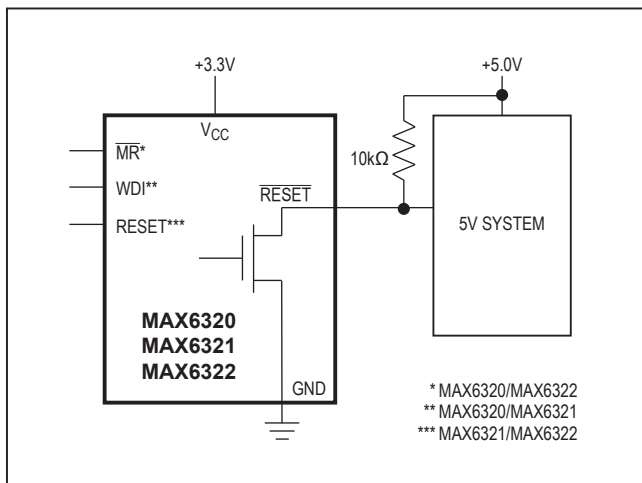 +3.3V
+5.0V
VCC
MR*
WDI**
RESET***
RESET
10kΩ
5V SYSTEM
MAX6320
MAX6321
MAX6322
GND
* MAX6320/MAX6322
** MAX6320/MAX6321
*** MAX6321/MAX6322